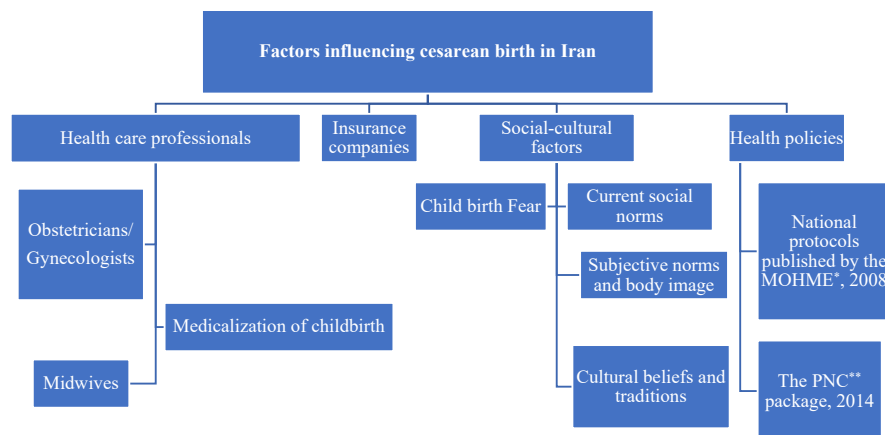 Factors influencing cesarean birth in Iran
Health care professionals
Insurance
companies
Social-cultural
factors
Health policies
Obstetricians/
Gynecologists
Medicalization of childbirth
Midwives
Child birth Fear
Current social
norms
Subjective norms
and body image
Cultural beliefs and
traditions
National
protocols
published by the
MOHME*, 2008
The PNC**
package, 2014